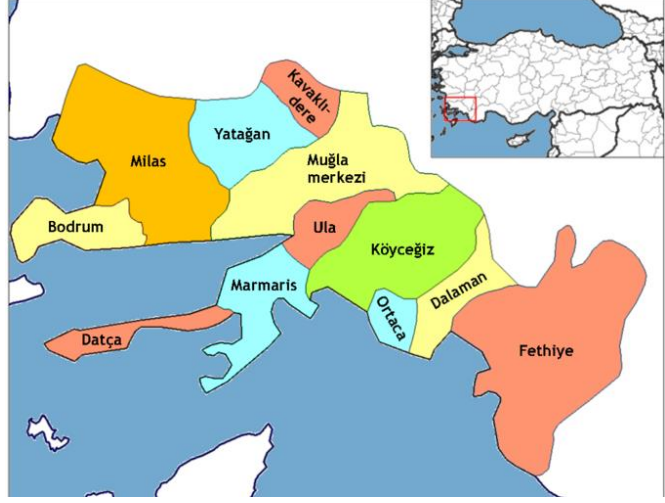 Kavaklı-
dere
Yatağan
Milas
Muğla
merkezi
Bodrum
Ula
Köyceğiz
Marmaris
Dalaman
Ortaca
Datça
Fethiye